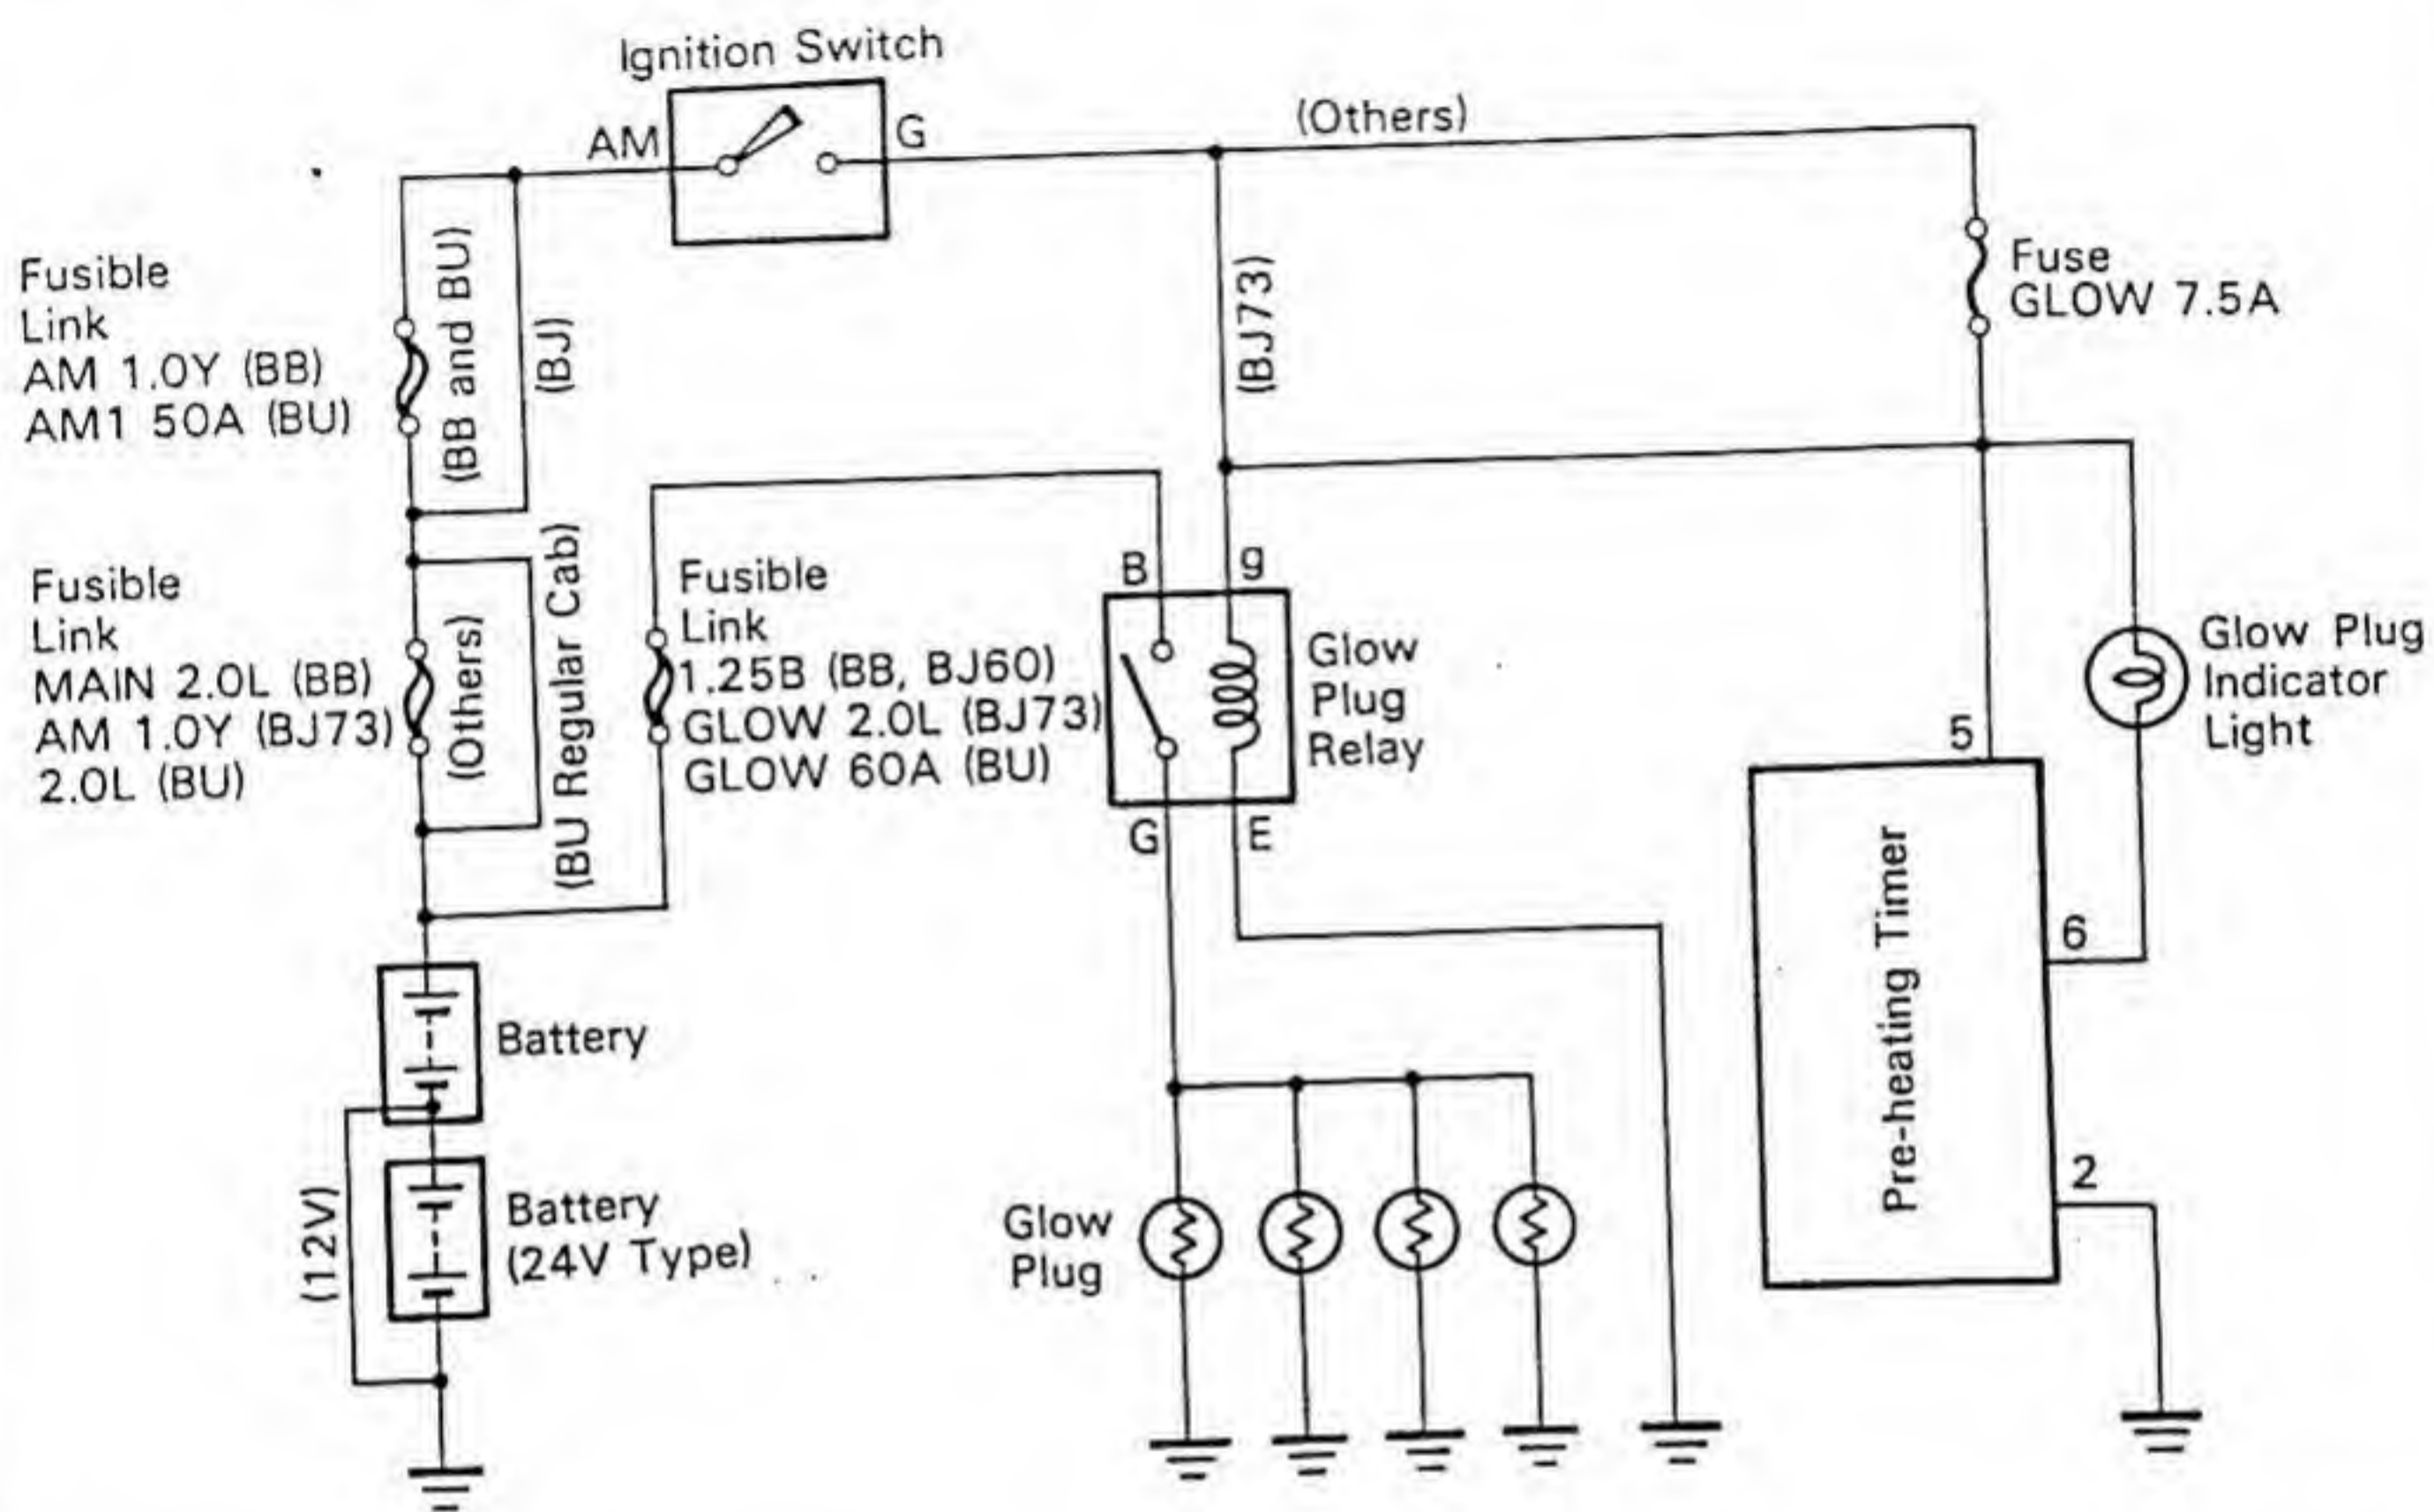 Ignition Switch
AM
G
(Others)
Fusible
Link
AM 1.0Y (BB)
AM1 50A (BU)
(BB and BU)
(BJ)
(BJ73)
Fuse
GLOW 7.5A
Fusible
Link
MAIN 2.0L (BB)
AM 1.0Y (BJ73)
2.0L (BU)
(Others)
(BU Regular Cab)
Fusible
Link
1.25B (BB, BJ60)
GLOW 2.0L (BJ73)
GLOW 60A (BU)
B
g
Glow
Plug
Relay
G
E
Glow Plug
Indicator
Light
5
6
2
Pre-heating Timer
Battery
(12V)
Battery
(24V Type)
Glow
Plug